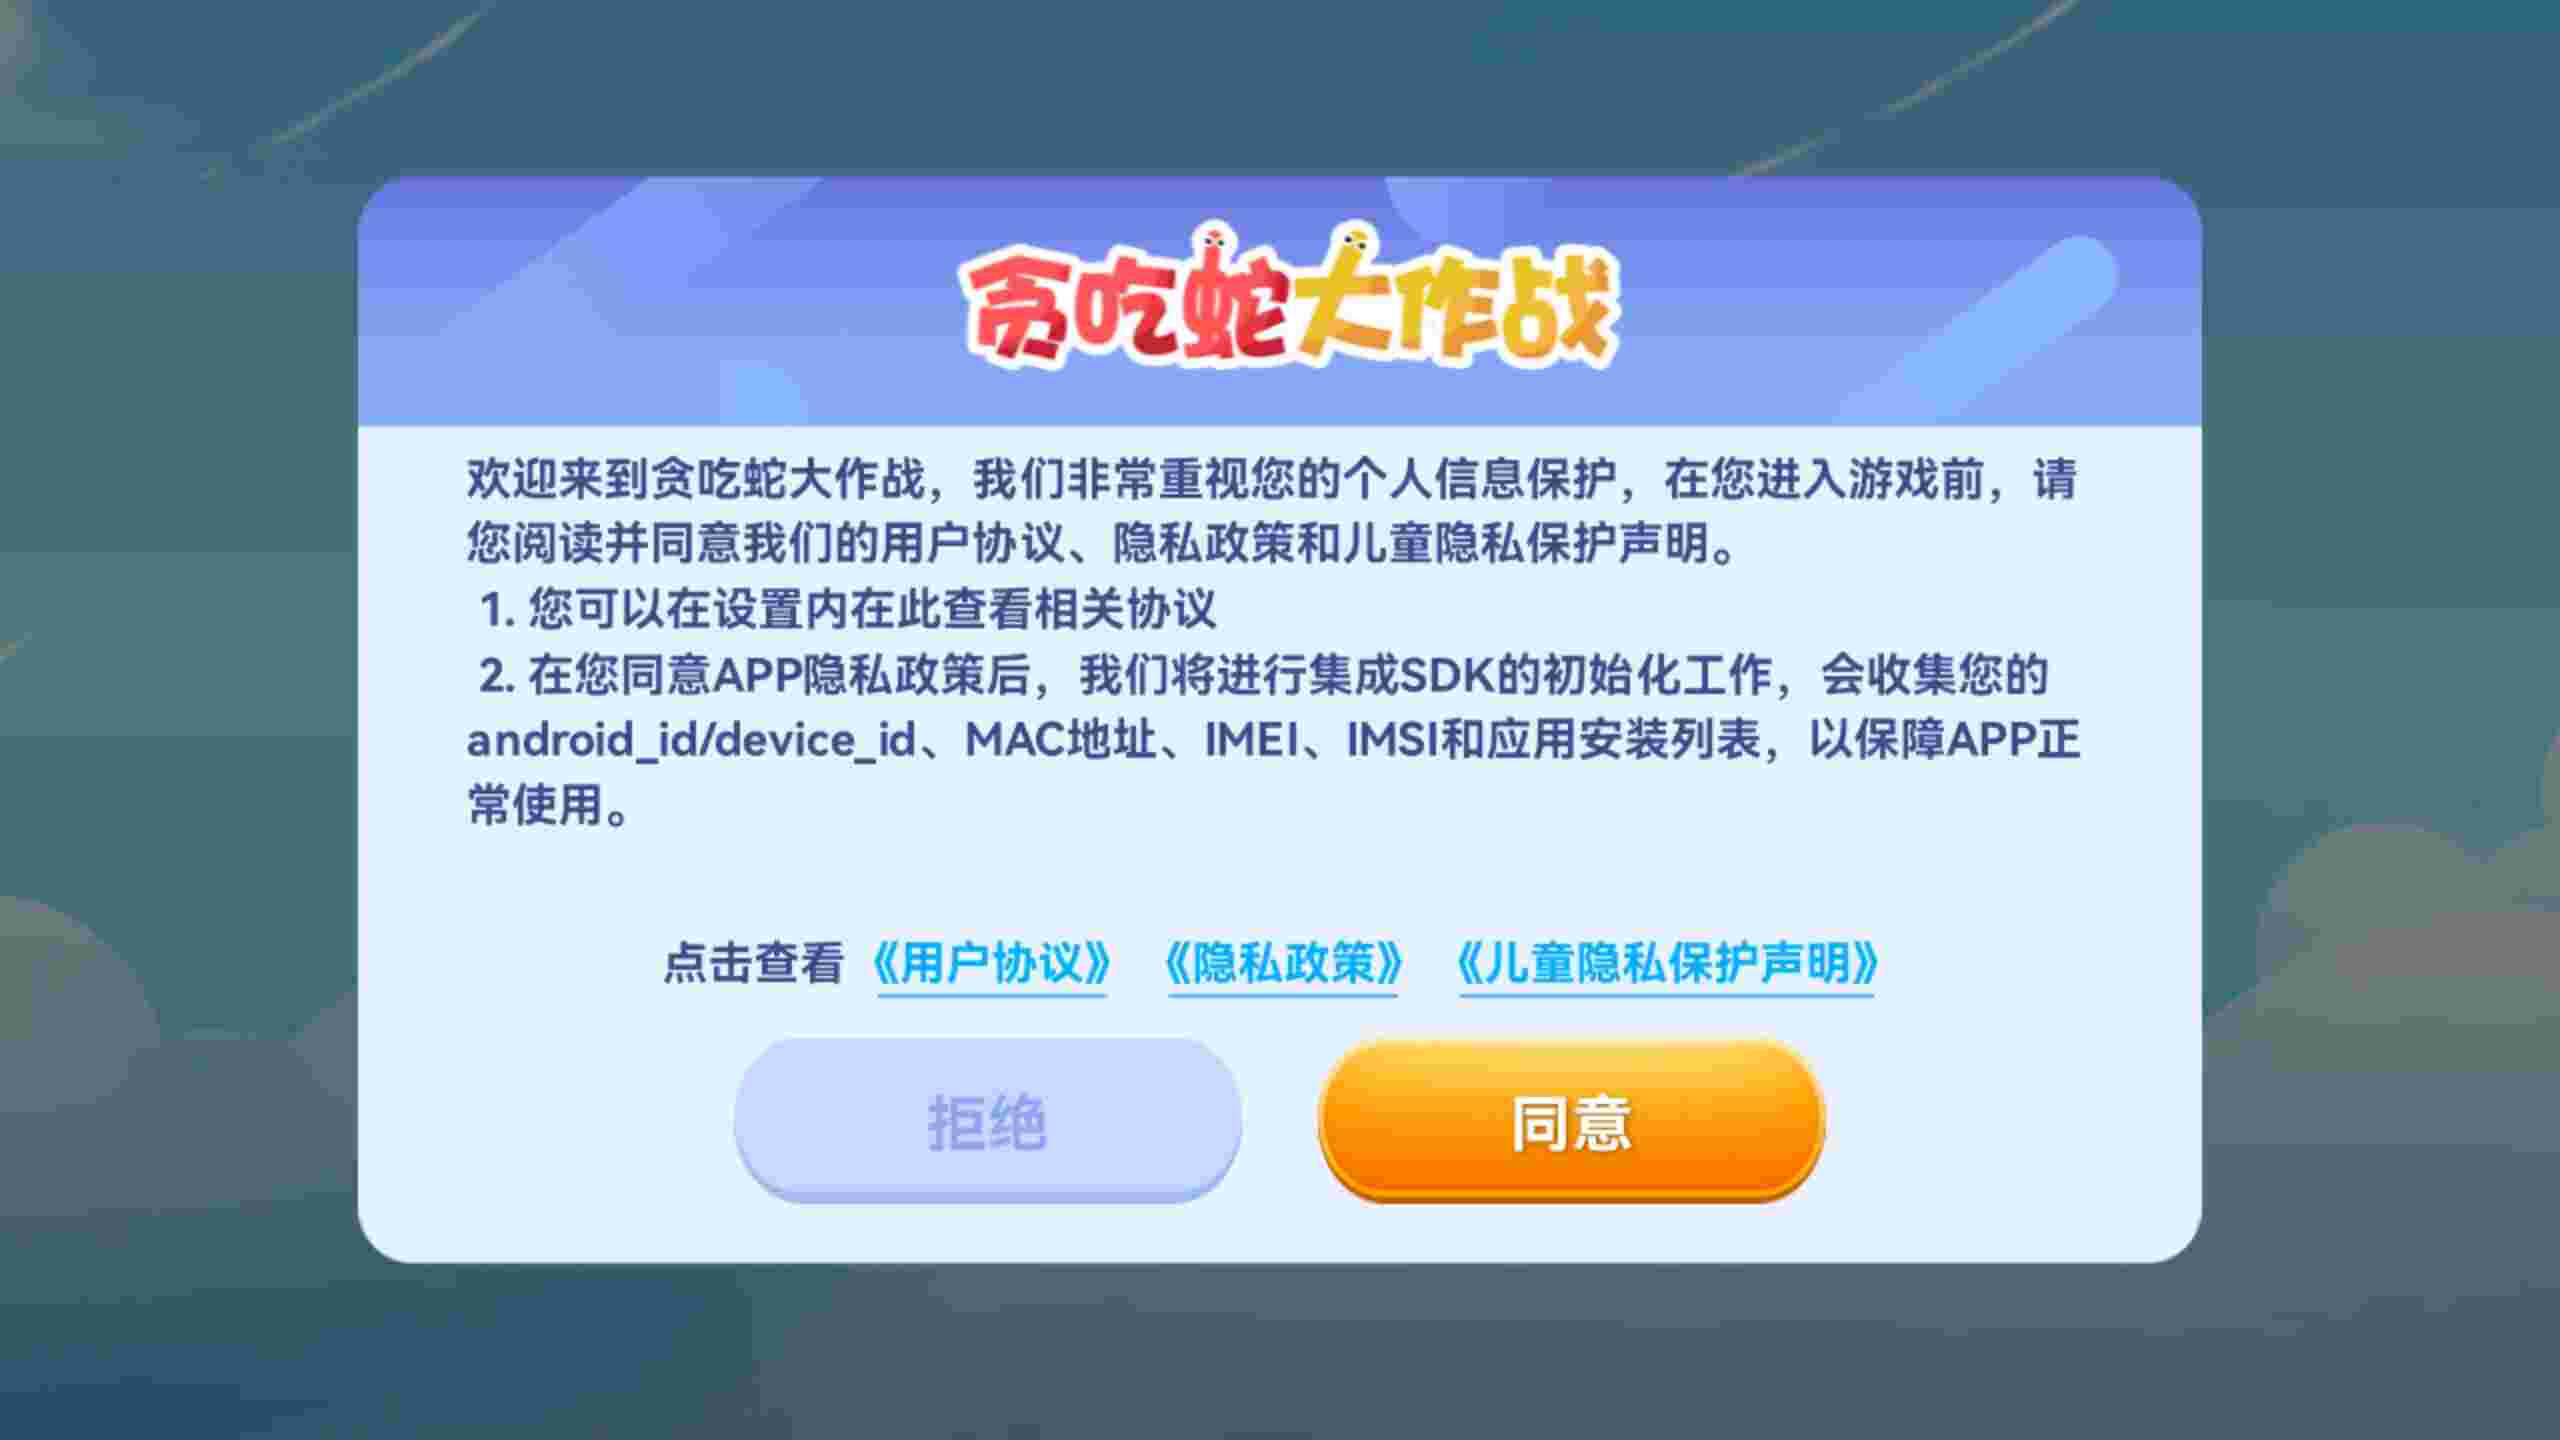 贪吃蛇大作战
欢迎来到贪吃蛇大作战，我们非常重视您的个人信息保护，在您进入游戏前，请
您阅读并同意我们的用户协议、隐私政策和儿童隐私保护声明。
1. 您可以在设置内在此查看相关协议
2. 在您同意APP隐私政策后，我们将进行集成SDK的初始化工作，会收集您的
android_id/device_id、MAC地址、IMEI、IMSI和应用安装列表，以保障APP正
常使用。
点击查看 《用户协议》 《隐私政策》 《儿童隐私保护声明》
拒绝 同意